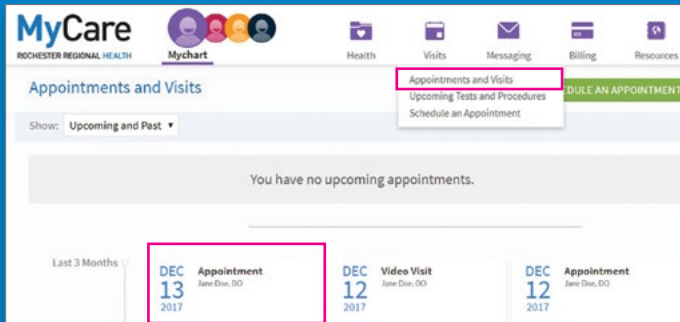 MyCare
ROCHESTER REGIONAL HEALTH
Mychart
Health
Visits
Messaging
Billing
Resources
Appointments and Visits
Appointments and Visits
Upcoming Tests and Procedures
Schedule an Appointment
EDULE AN APPOINTMENT
Show: Upcoming and Past
You have no upcoming appointments.
Last 3 Months
DEC
13
2017
Appointment
Jane Doe, DO
DEC
12
2017
Video Visit
Jane Doe, DO
DEC
12
2017
Appointment
Jane Doe, DO